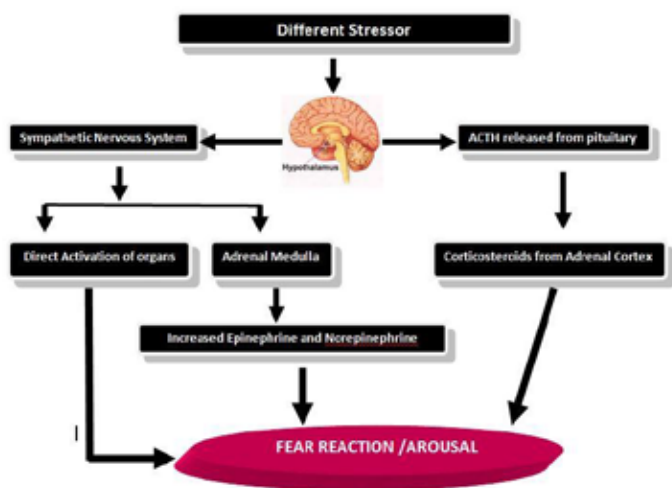 Different Stressor
Sympathetic Nervous System
Hypothalamus
ACTH released from pituitary
Direct Activation of organs
Adrenal Medulla
Corticosteroids from Adrenal Cortex
Increased Epinephrine and Norepinephrine
FEAR REACTION /AROUSAL